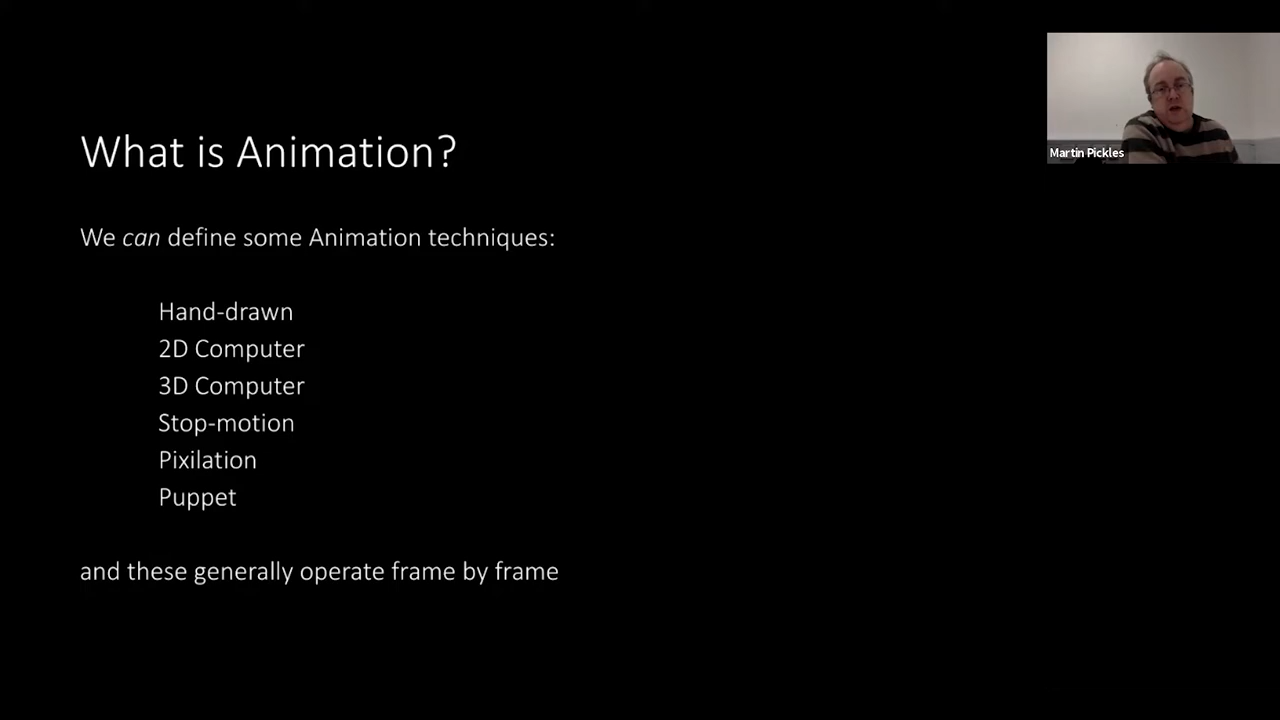 What is Animation?
Martin Pickles
We can define some Animation techniques:
Hand-drawn
2D Computer
3D Computer
Stop-motion
Pixilation
Puppet
and these generally operate frame by frame